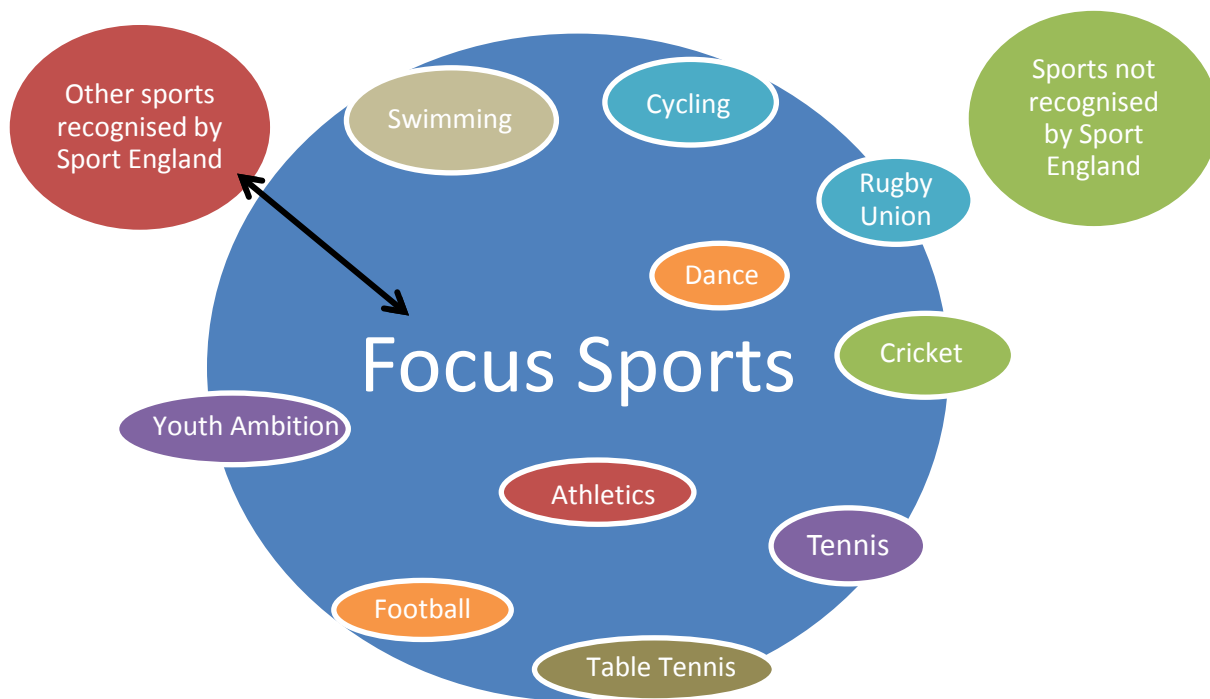 Other sports
recognised by
Sport England
Swimming
Cycling
Sports not
recognised
by Sport
England
Rugby
Union
Dance
Focus Sports
Cricket
Youth Ambition
Athletics
Tennis
Football
Table Tennis